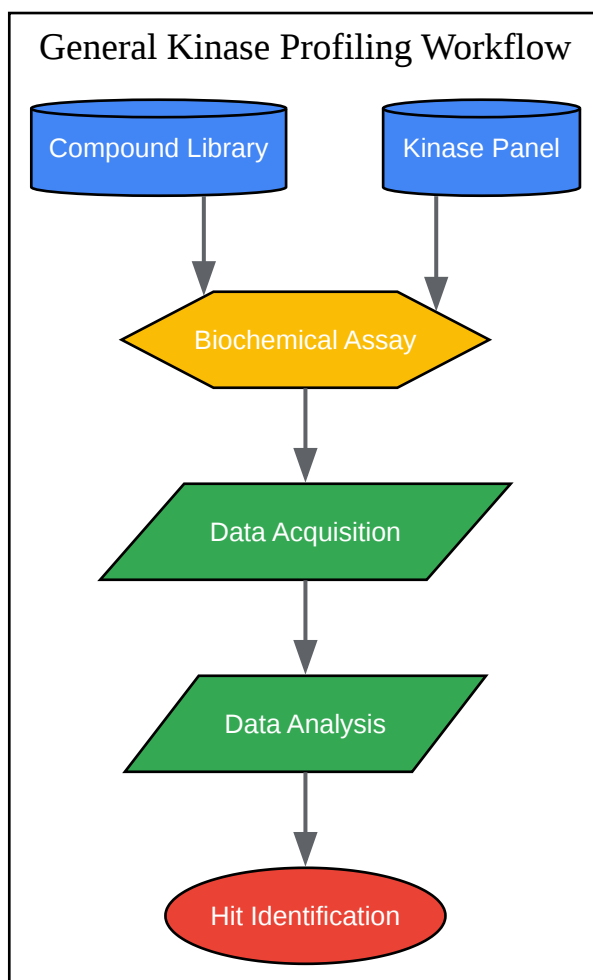 General Kinase Profiling Workflow
Compound Library
Kinase Panel
Biochemical Assay
Data Acquisition
Data Analysis
Hit Identification